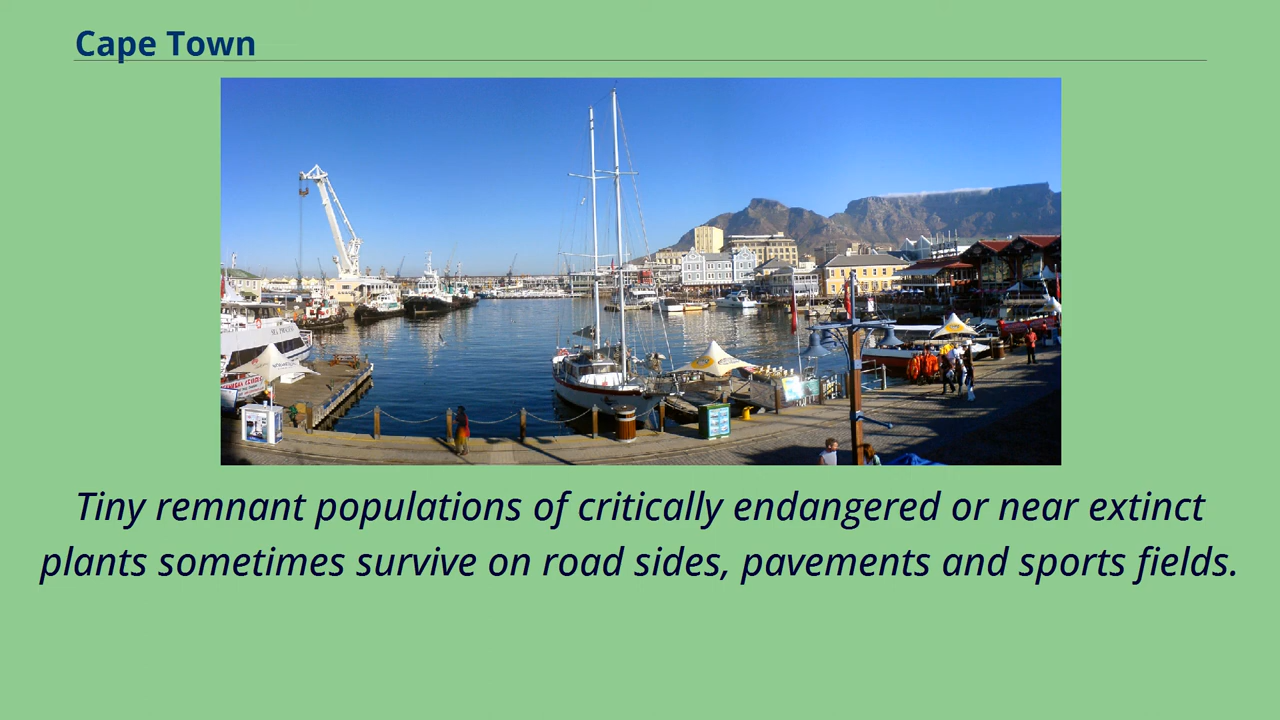 Cape Town
Tiny remnant populations of critically endangered or near extinct
plants sometimes survive on road sides, pavements and sports fields.